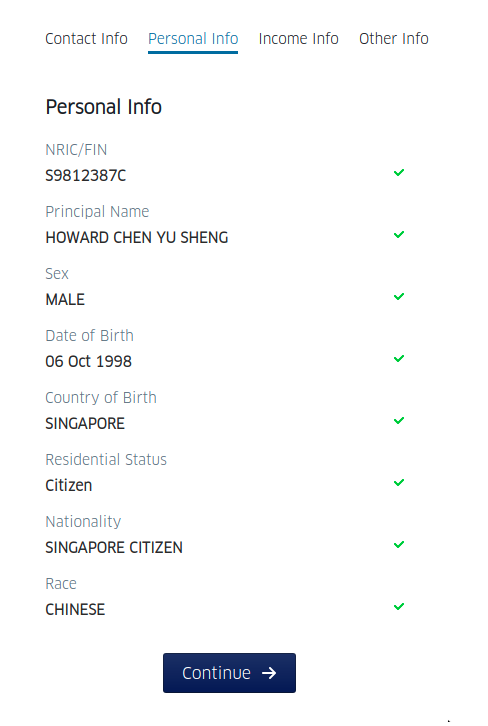 Contact Info Personal Info Income Info Other Info
Personal Info
NRIC/FIN
S9812387C
Principal Name
HOWARD CHEN YU SHENG
Sex
MALE
Date of Birth
06 Oct 1998
Country of Birth
SINGAPORE
Residential Status
Citizen
Nationality
SINGAPORE CITIZEN
Race
CHINESE
Continue →